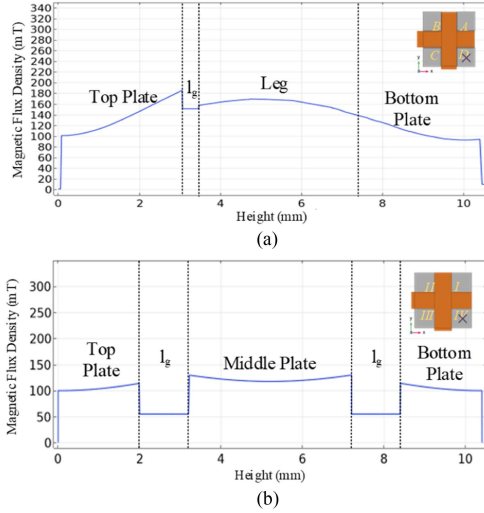 Magnetic Flux Density (mT)
340
320
300
280
260
240
220
200
180
160
140
120
100
80
60
40
20
0
Top Plate
l_g
Leg
Bottom
Plate
B
A
C
y
x
0
2
4
6
8
10
Height (mm)
(a)
Magnetic Flux Density (mT)
300
250
200
150
100
50
0
Top
Plate
l_g
Middle Plate
l_g
Bottom
Plate
II
I
III
0
2
4
6
8
10
Height (mm)
(b)